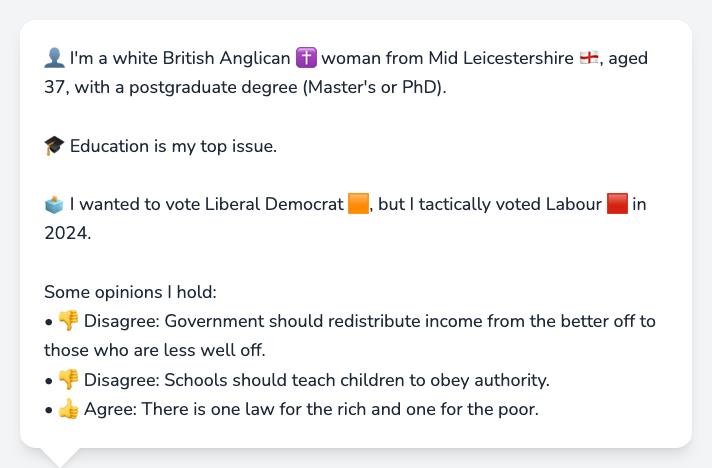 👤 I'm a white British Anglican ✝️ woman from Mid Leicestershire 🏴󠁧󠁢󠁥󠁮󠁧󠁿, aged
37, with a postgraduate degree (Master's or PhD).
🎓 Education is my top issue.
🗳️ I wanted to vote Liberal Democrat 🟧, but I tactically voted Labour 🟥 in
2024.
Some opinions I hold:
• 👎 Disagree: Government should redistribute income from the better off to
those who are less well off.
• 👎 Disagree: Schools should teach children to obey authority.
• 👍 Agree: There is one law for the rich and one for the poor.